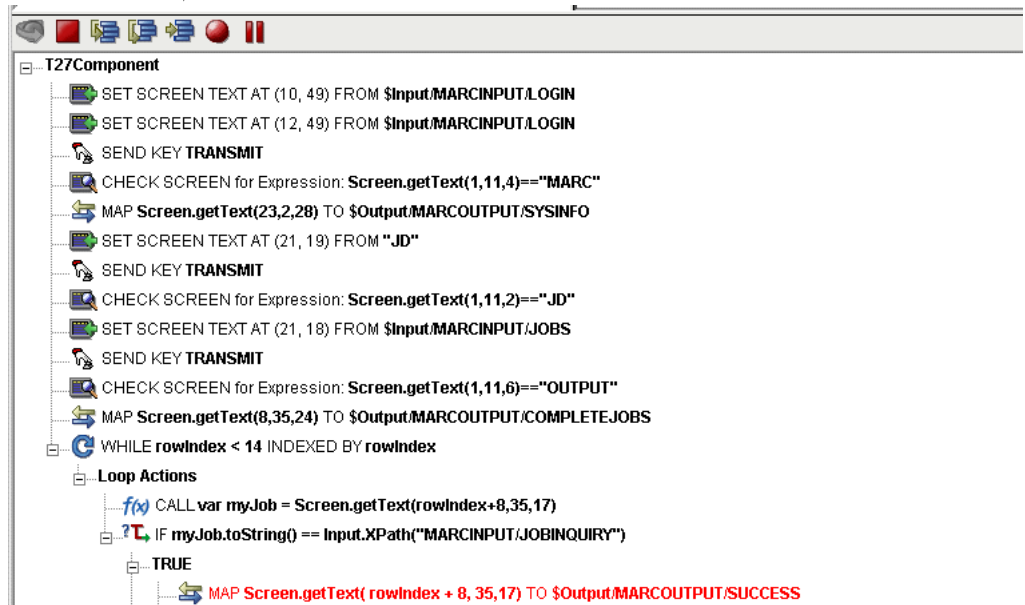 T27Component
SET SCREEN TEXT AT (10, 49) FROM $Input/MARCINPUT/LOGIN
SET SCREEN TEXT AT (12, 49) FROM $Input/MARCINPUT/LOGIN
SEND KEY TRANSMIT
CHECK SCREEN for Expression: Screen.getText(1,11,4)=="MARC"
MAP Screen.getText(23,2,28) TO $Output/MARCOUTPUT/SYSINFO
SET SCREEN TEXT AT (21, 19) FROM "JD"
SEND KEY TRANSMIT
CHECK SCREEN for Expression: Screen.getText(1,11,2)=="JD"
SET SCREEN TEXT AT (21, 18) FROM $Input/MARCINPUT/JOBS
SEND KEY TRANSMIT
CHECK SCREEN for Expression: Screen.getText(1,11,6)=="OUTPUT"
MAP Screen.getText(8,35,24) TO $Output/MARCOUTPUT/COMPLETEJOBS
WHILE rowIndex < 14 INDEXED BY rowIndex
Loop Actions
f(x) CALL var myJob = Screen.getText(rowIndex+8,35,17)
IF myJob.toString() == Input.XPath("MARCINPUT/JOBINQUIRY")
TRUE
MAP Screen.getText( rowIndex + 8, 35,17) TO $Output/MARCOUTPUT/SUCCESS